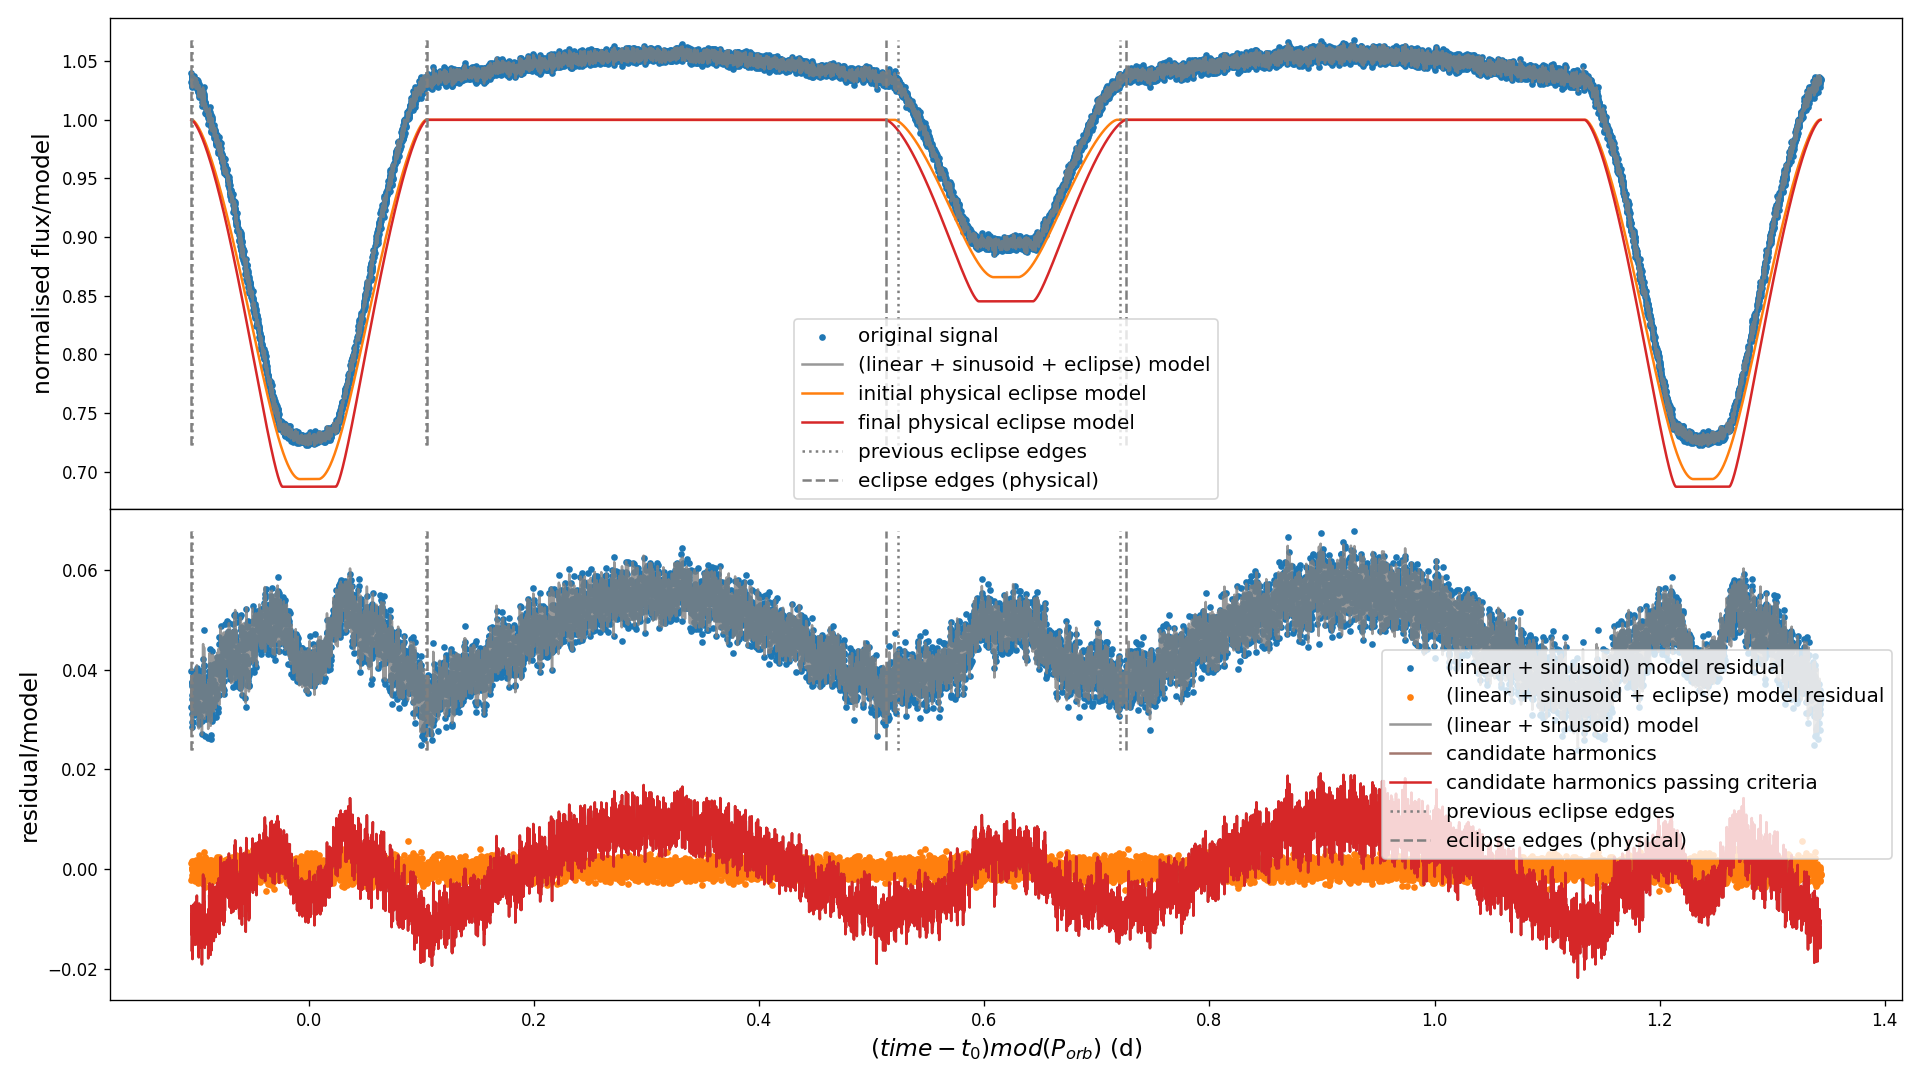 normalised flux/model
1.05
1.00
0.95
0.90
0.85
0.80
0.75
0.70
original signal
(linear + sinusoid + eclipse) model
initial physical eclipse model
final physical eclipse model
previous eclipse edges
eclipse edges (physical)
residual/model
0.06
0.04
0.02
0.00
−0.02
(linear + sinusoid) model residual
(linear + sinusoid + eclipse) model residual
(linear + sinusoid) model
candidate harmonics
candidate harmonics passing criteria
previous eclipse edges
eclipse edges (physical)
0.0 0.2 0.4 0.6 0.8 1.0 1.2 1.4
(time − t₀)mod(P_orb) (d)